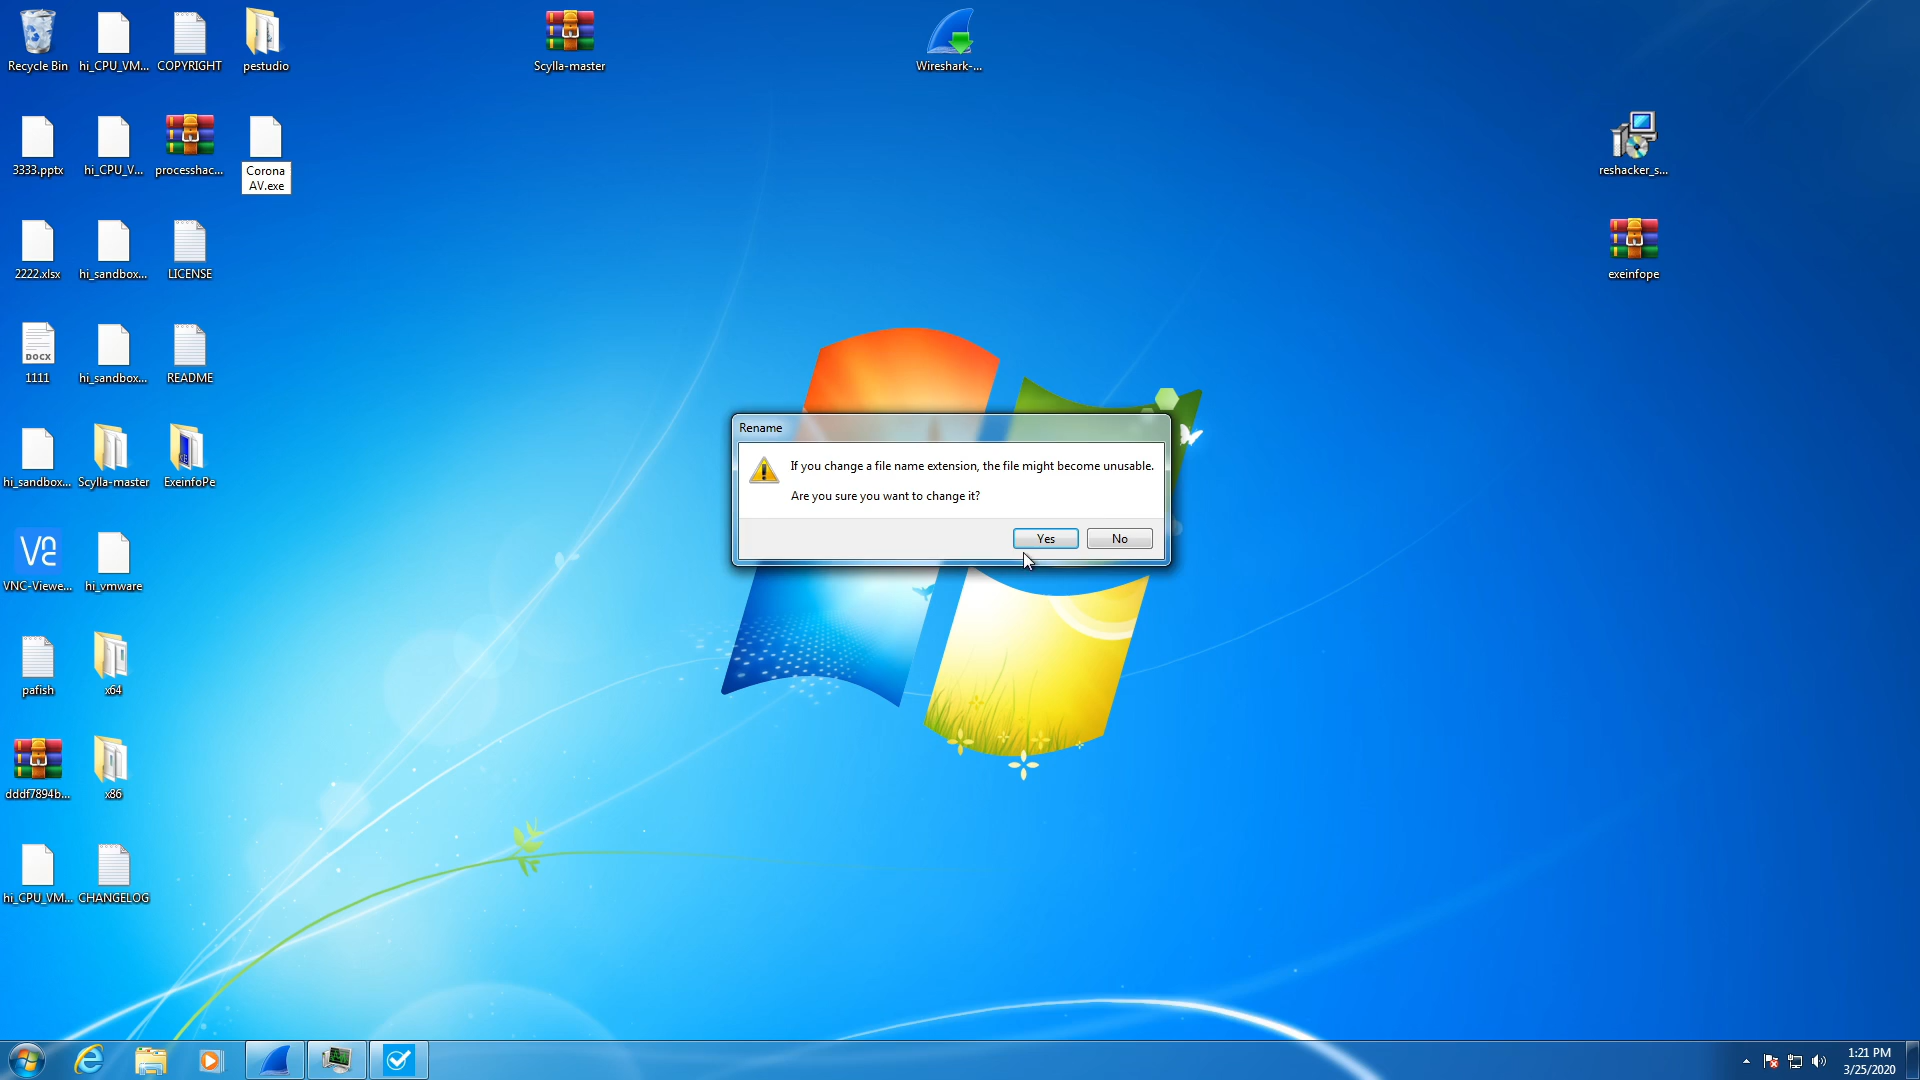 Recycle Bin
hi_CPU_VM...
COPYRIGHT
pestudio
Scylla-master
Wireshark-...
3333.pptx
hi_CPU_V...
processhac...
Corona
AV.exe
reshacker_s...
2222.xlsx
hi_sandbox...
LICENSE
exeinfope
DOCX
1111
hi_sandbox...
README
Rename
If you change a file name extension, the file might become unusable.
Are you sure you want to change it?
Yes
No
hi_sandbox...
Scylla-master
ExeinfoPe
V2
VNC-Viewe...
hi_vmware
pafish
x64
dddf7894b...
x86
hi_CPU_VM...
CHANGELOG
1:21 PM
3/25/2020